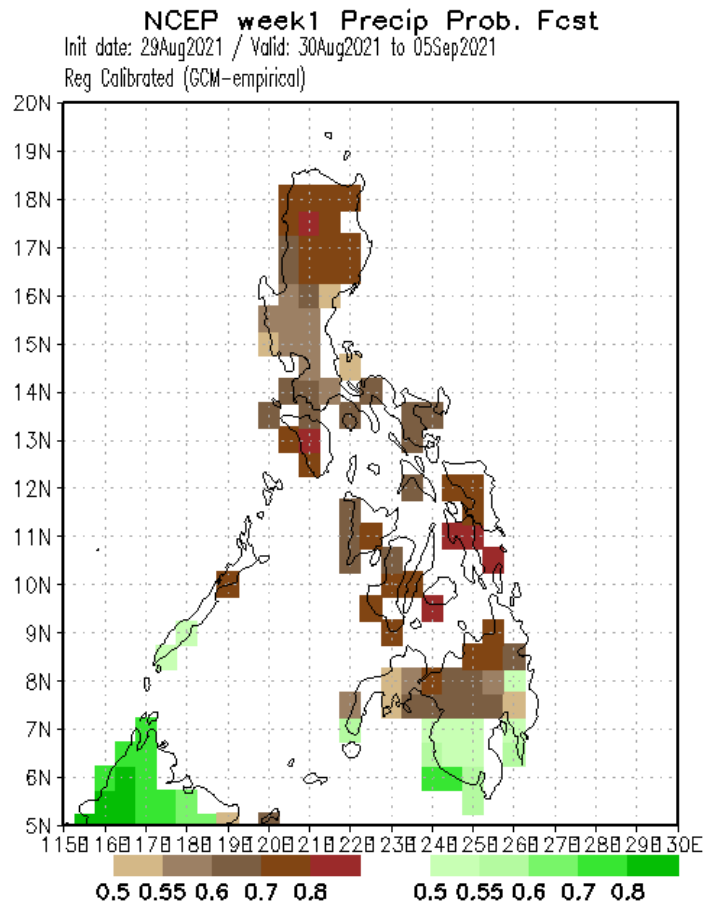 NCEP week1 Precip Prob. Fcst
Init date: 29Aug2021 / Valid: 30Aug2021 to 05Sep2021
Reg Calibrated (GCM-empirical)
20N
19N
18N
17N
16N
15N
14N
13N
12N
11N
10N
9N
8N
7N
6N
5N
115E 116E 117E 118E 119E 120E 121E 122E 123E 124E 125E 126E 127E 128E 129E 130E
0.5 0.55 0.6 0.7 0.8 0.5 0.55 0.6 0.7 0.8